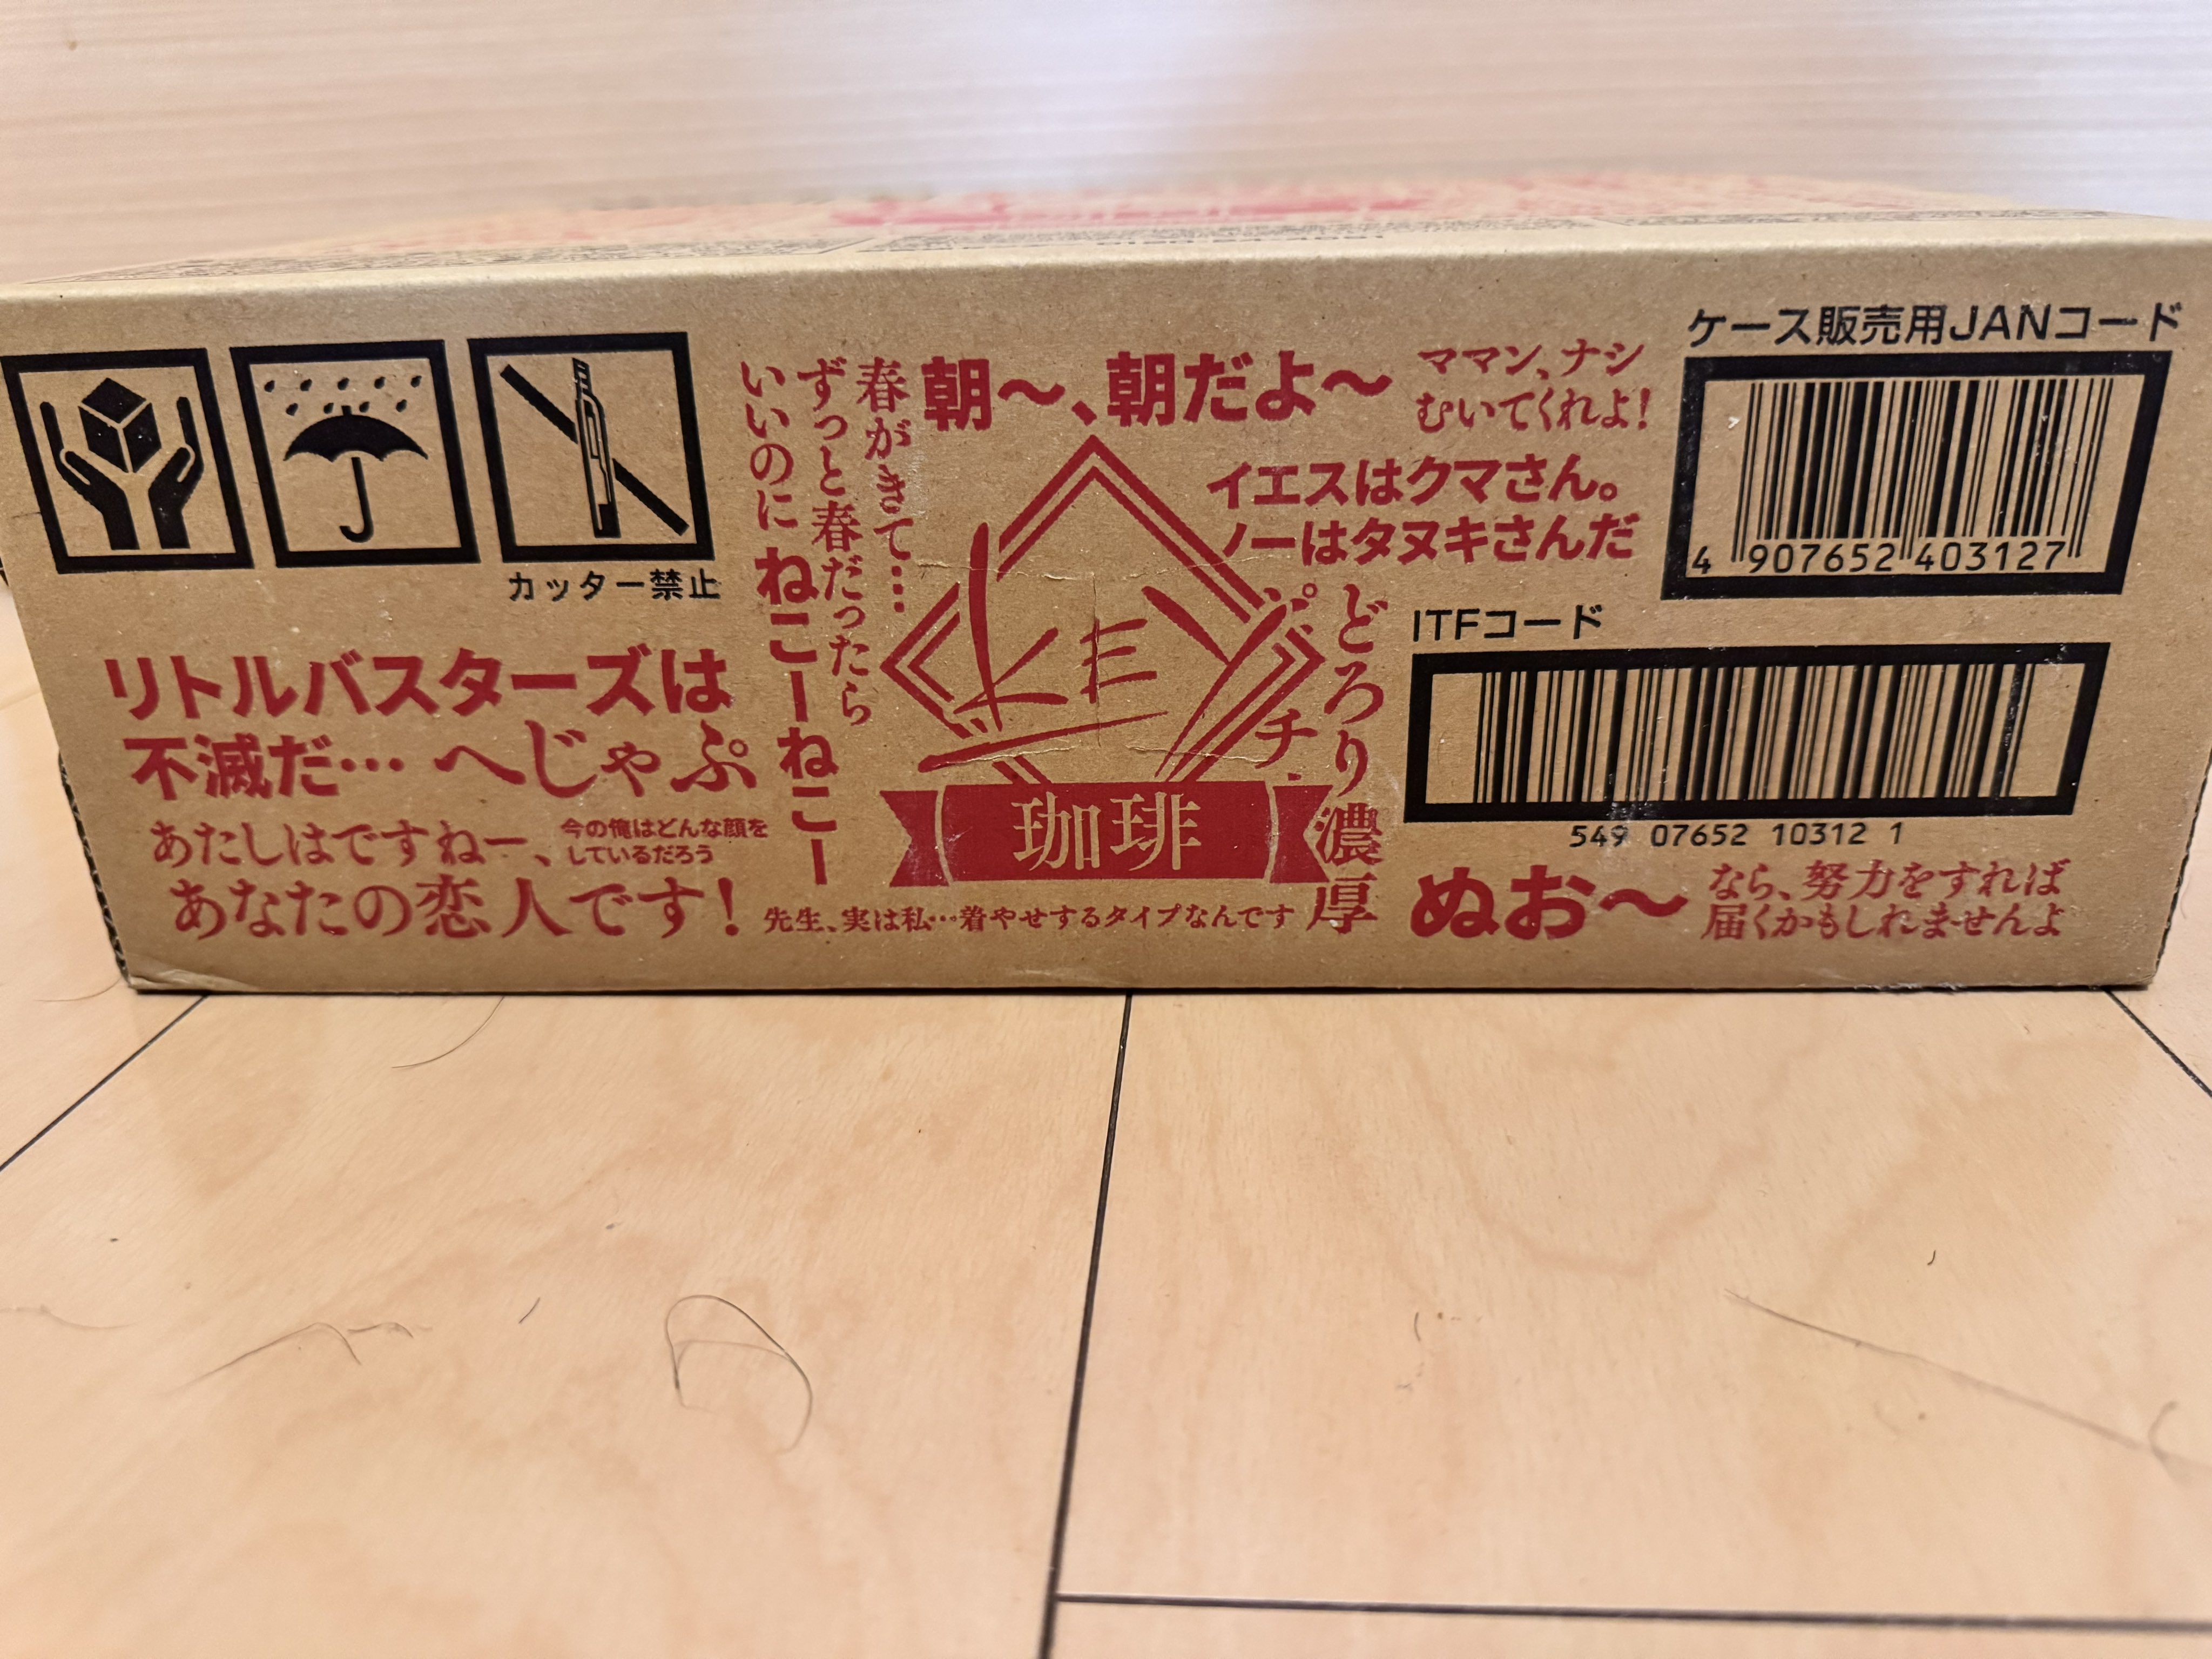 カッター禁止
リトルバスターズは
不滅だ… へじゃぷ
あたしはですねー、
あなたの恋人です！
今の俺はどんな顔を
しているだろう
春がきて…
ずっと春だったら
いいのに ねこーねこー
朝〜、朝だよ〜
ママン、ナシ
むいてくれよ！
イエスはクマさん。
ノーはタヌキさんだ
KEY
珈琲
どろり濃厚
先生、実は私…着やせするタイプなんです
ケース販売用JANコード
4 907652 403127
ITFコード
549 07652 10312 1
ぬお〜
なら、努力をすれば
届くかもしれませんよ